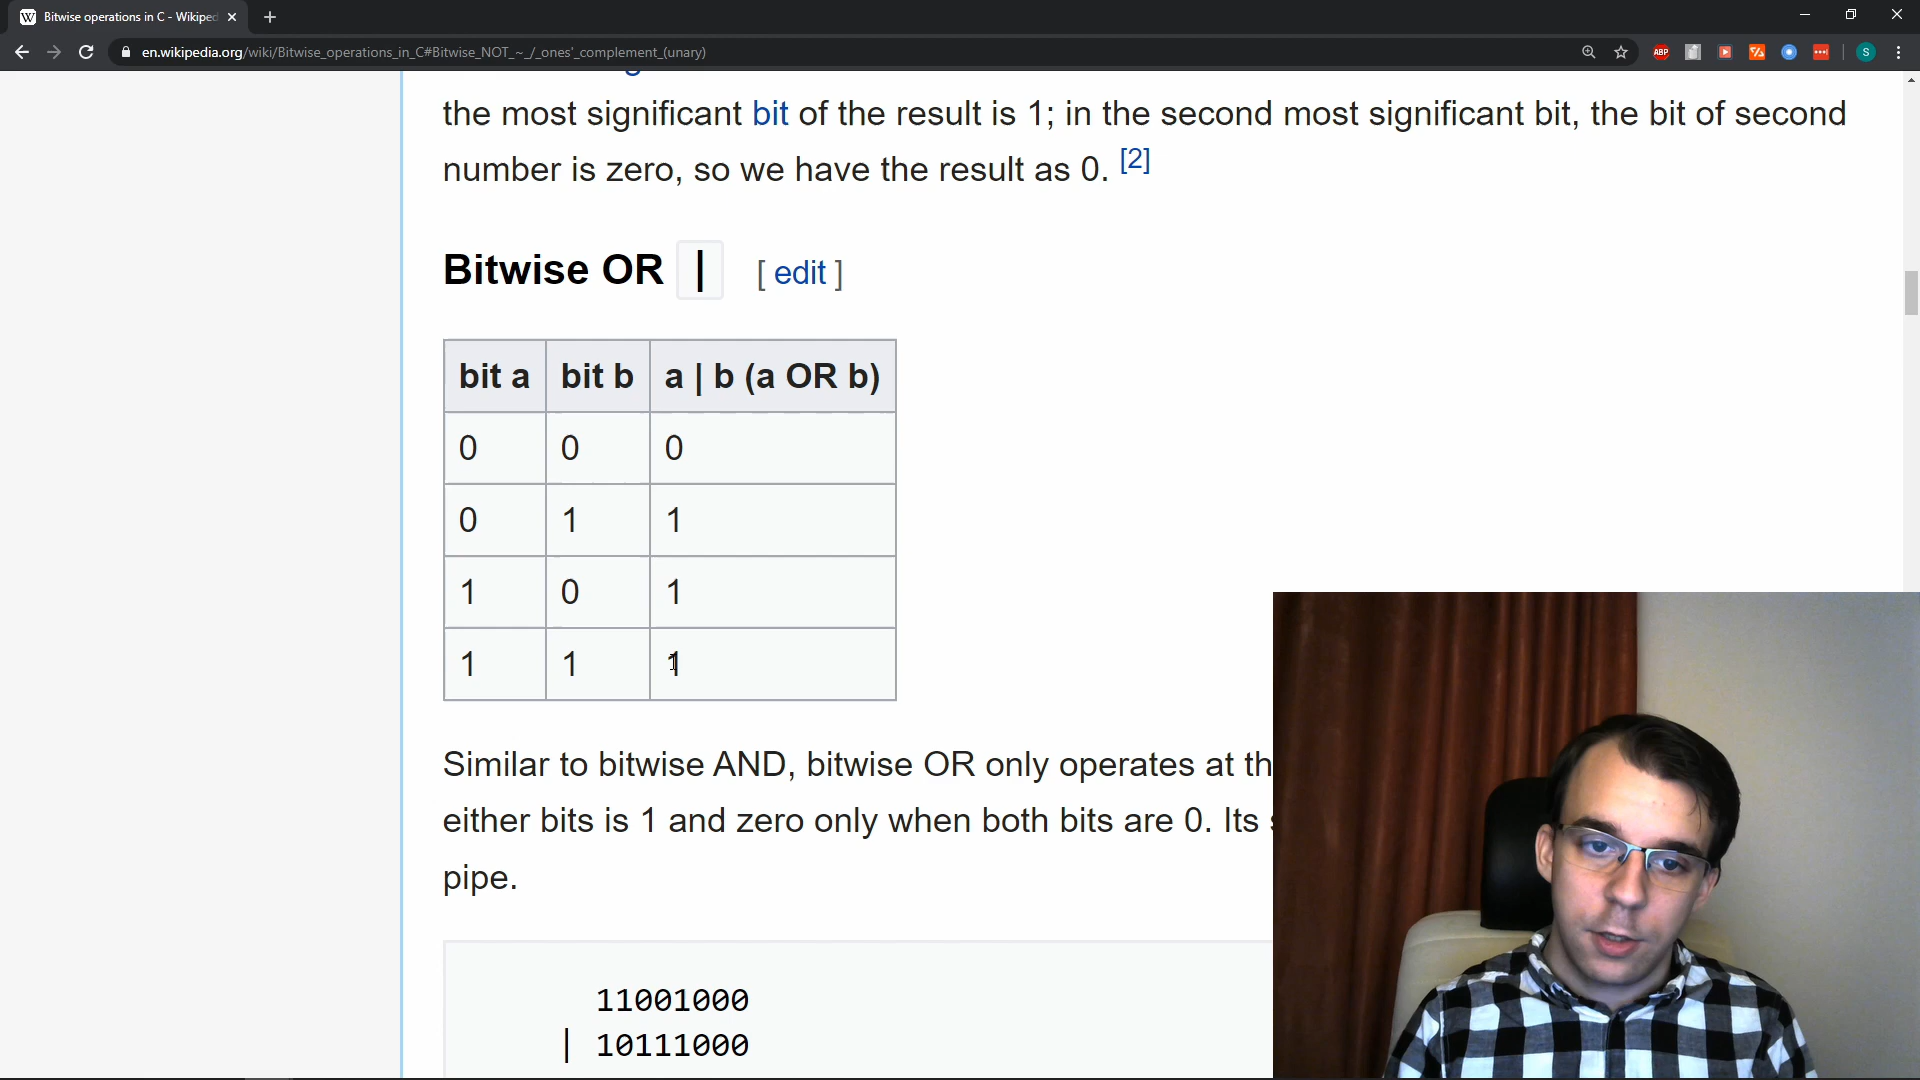 Bitwise operations in C - Wikiped
en.wikipedia.org/wiki/Bitwise_operations_in_C#Bitwise_NOT_~_/_ones'_complement_(unary)
ABP
S
the most significant bit of the result is 1; in the second most significant bit, the bit of second
number is zero, so we have the result as 0. [2]
Bitwise OR | [ edit ]
bit a bit b a | b (a OR b)
0 0 0
0 1 1
1 0 1
1 1 1
Similar to bitwise AND, bitwise OR only operates at th
either bits is 1 and zero only when both bits are 0. Its s
pipe.
11001000
| 10111000